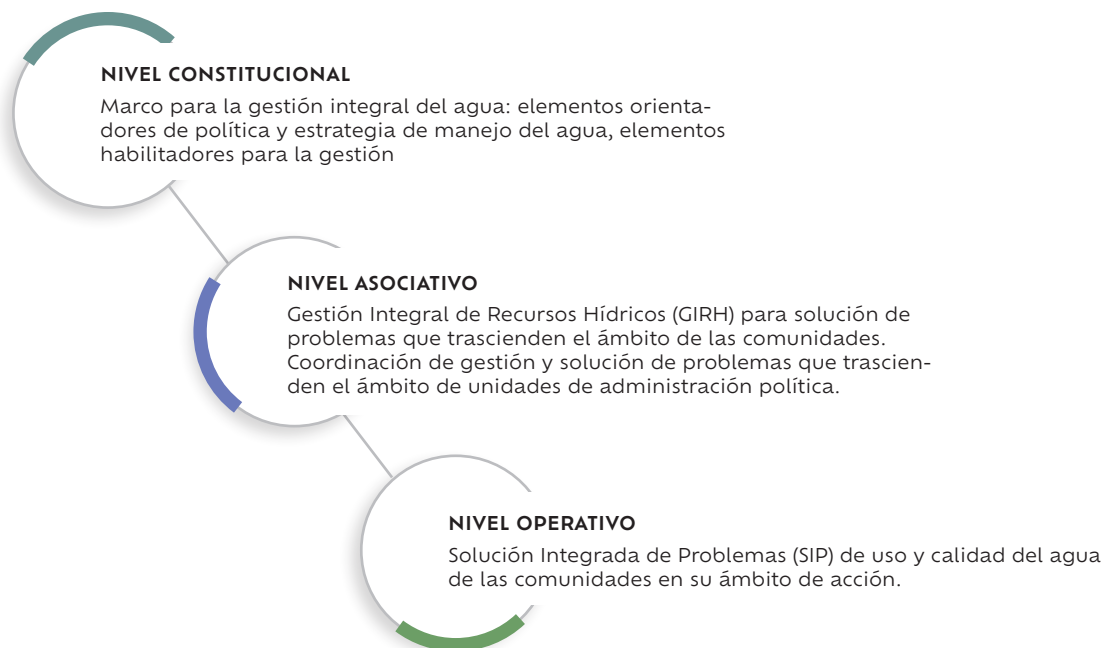 NIVEL CONSTITUCIONAL
Marco para la gestión integral del agua: elementos orienta-
dores de política y estrategia de manejo del agua, elementos
habilitadores para la gestión
NIVEL ASOCIATIVO
Gestión Integral de Recursos Hídricos (GIRH) para solución de
problemas que trascienden el ámbito de las comunidades.
Coordinación de gestión y solución de problemas que trascien-
den el ámbito de unidades de administración política.
NIVEL OPERATIVO
Solución Integrada de Problemas (SIP) de uso y calidad del agua
de las comunidades en su ámbito de acción.